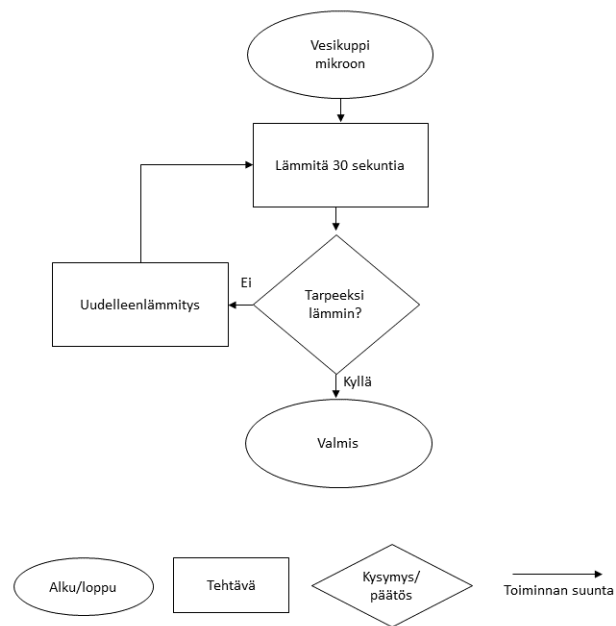 Vesikuppi
mikroon
Lämmitä 30 sekuntia
Uudelleenlämmitys
Ei
Tarpeeksi
lämmin?
Kyllä
Valmis
Alku/loppu
Tehtävä
Kysymys/
päätös
Toiminnan suunta